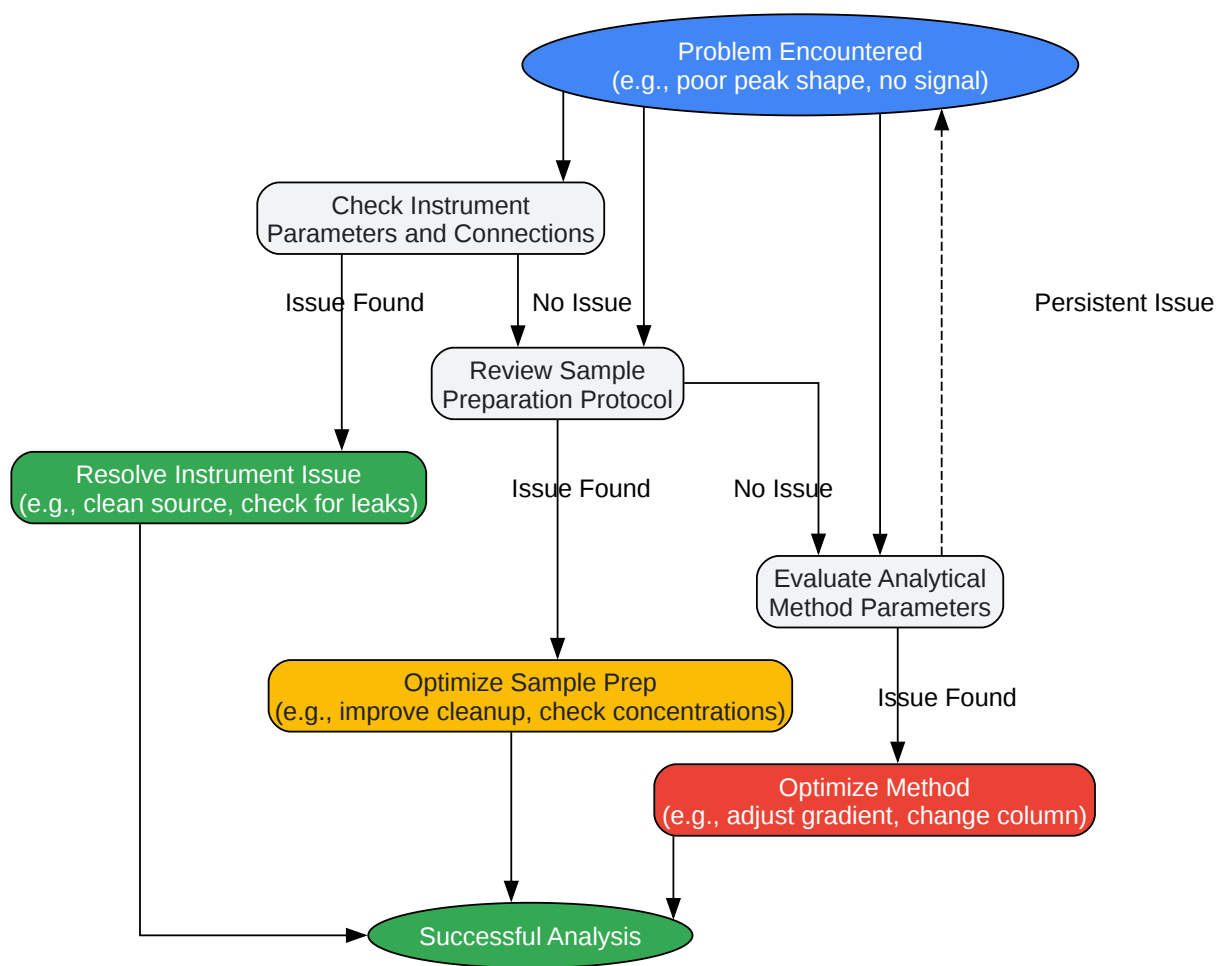 Problem Encountered
(e.g., poor peak shape, no signal)
Check Instrument
Parameters and Connections
Issue Found
No Issue
Persistent Issue
Review Sample
Preparation Protocol
Resolve Instrument Issue
(e.g., clean source, check for leaks)
Issue Found
No Issue
Evaluate Analytical
Method Parameters
Optimize Sample Prep
(e.g., improve cleanup, check concentrations)
Issue Found
Optimize Method
(e.g., adjust gradient, change column)
Successful Analysis